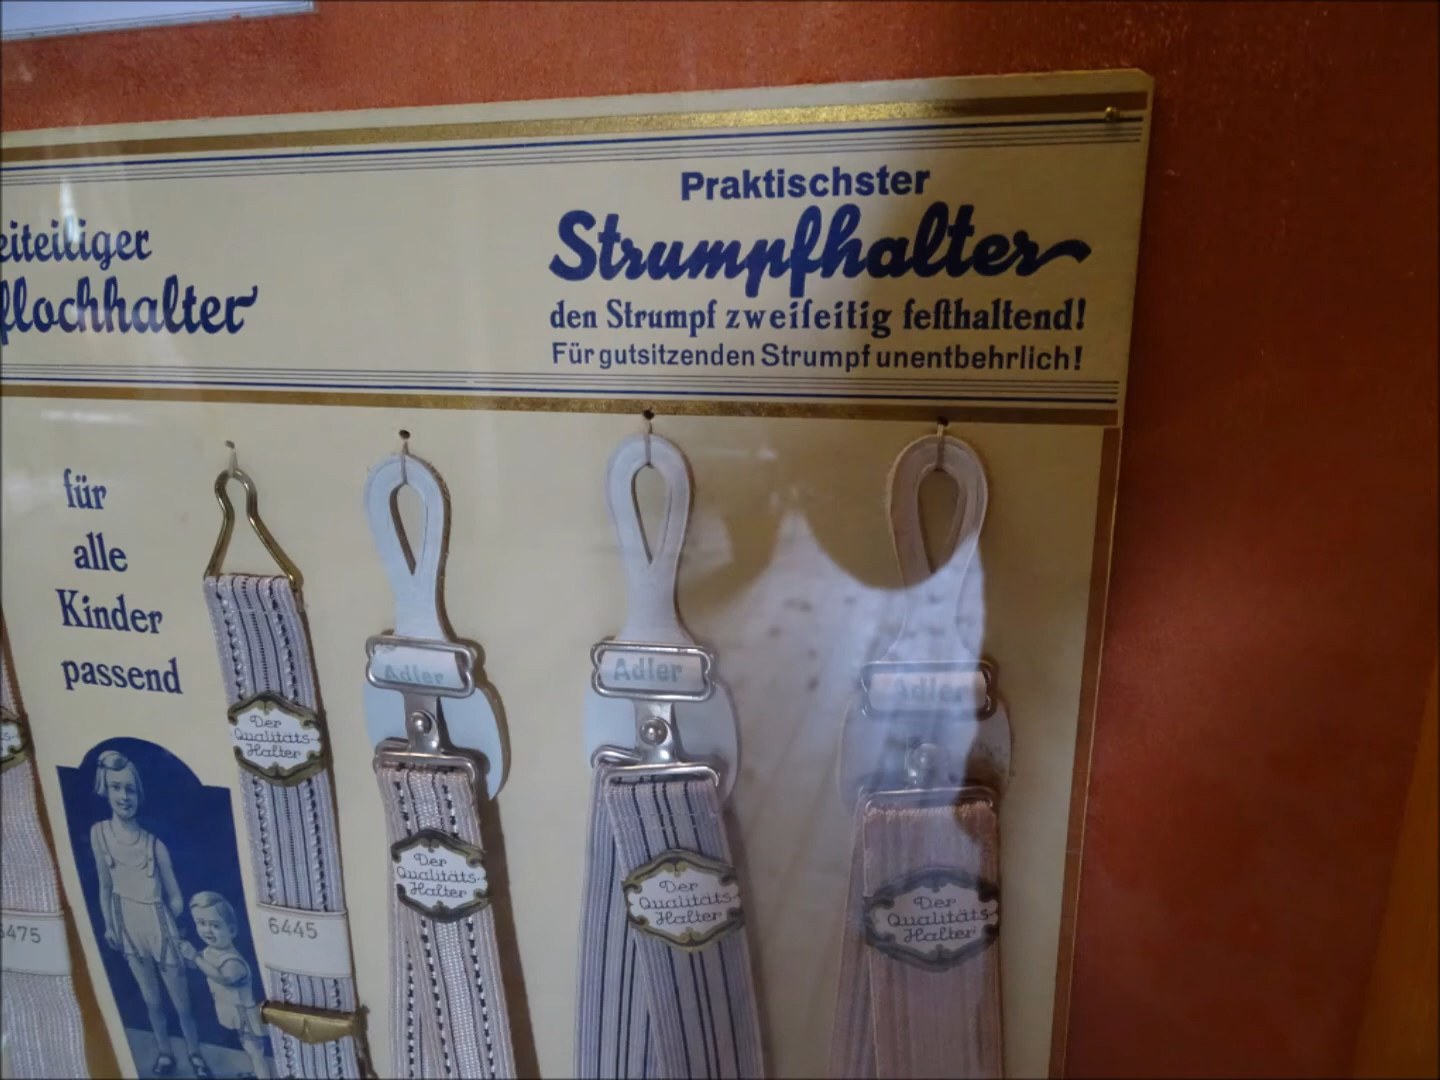 eiteiliger
flochhalter
Praktischster
Strumpfhalter
den Strumpf zweiſeitig feſthaltend!
Für gutsitzenden Strumpf unentbehrlich!
für
alle
Kinder
passend
Adler
Adler
Adler
Der
Qualitäts-
Halter
Der
Qualitäts-
Halter
Der
Qualitäts-
Halter
Der
Qualitäts-
Halter
6475
6445